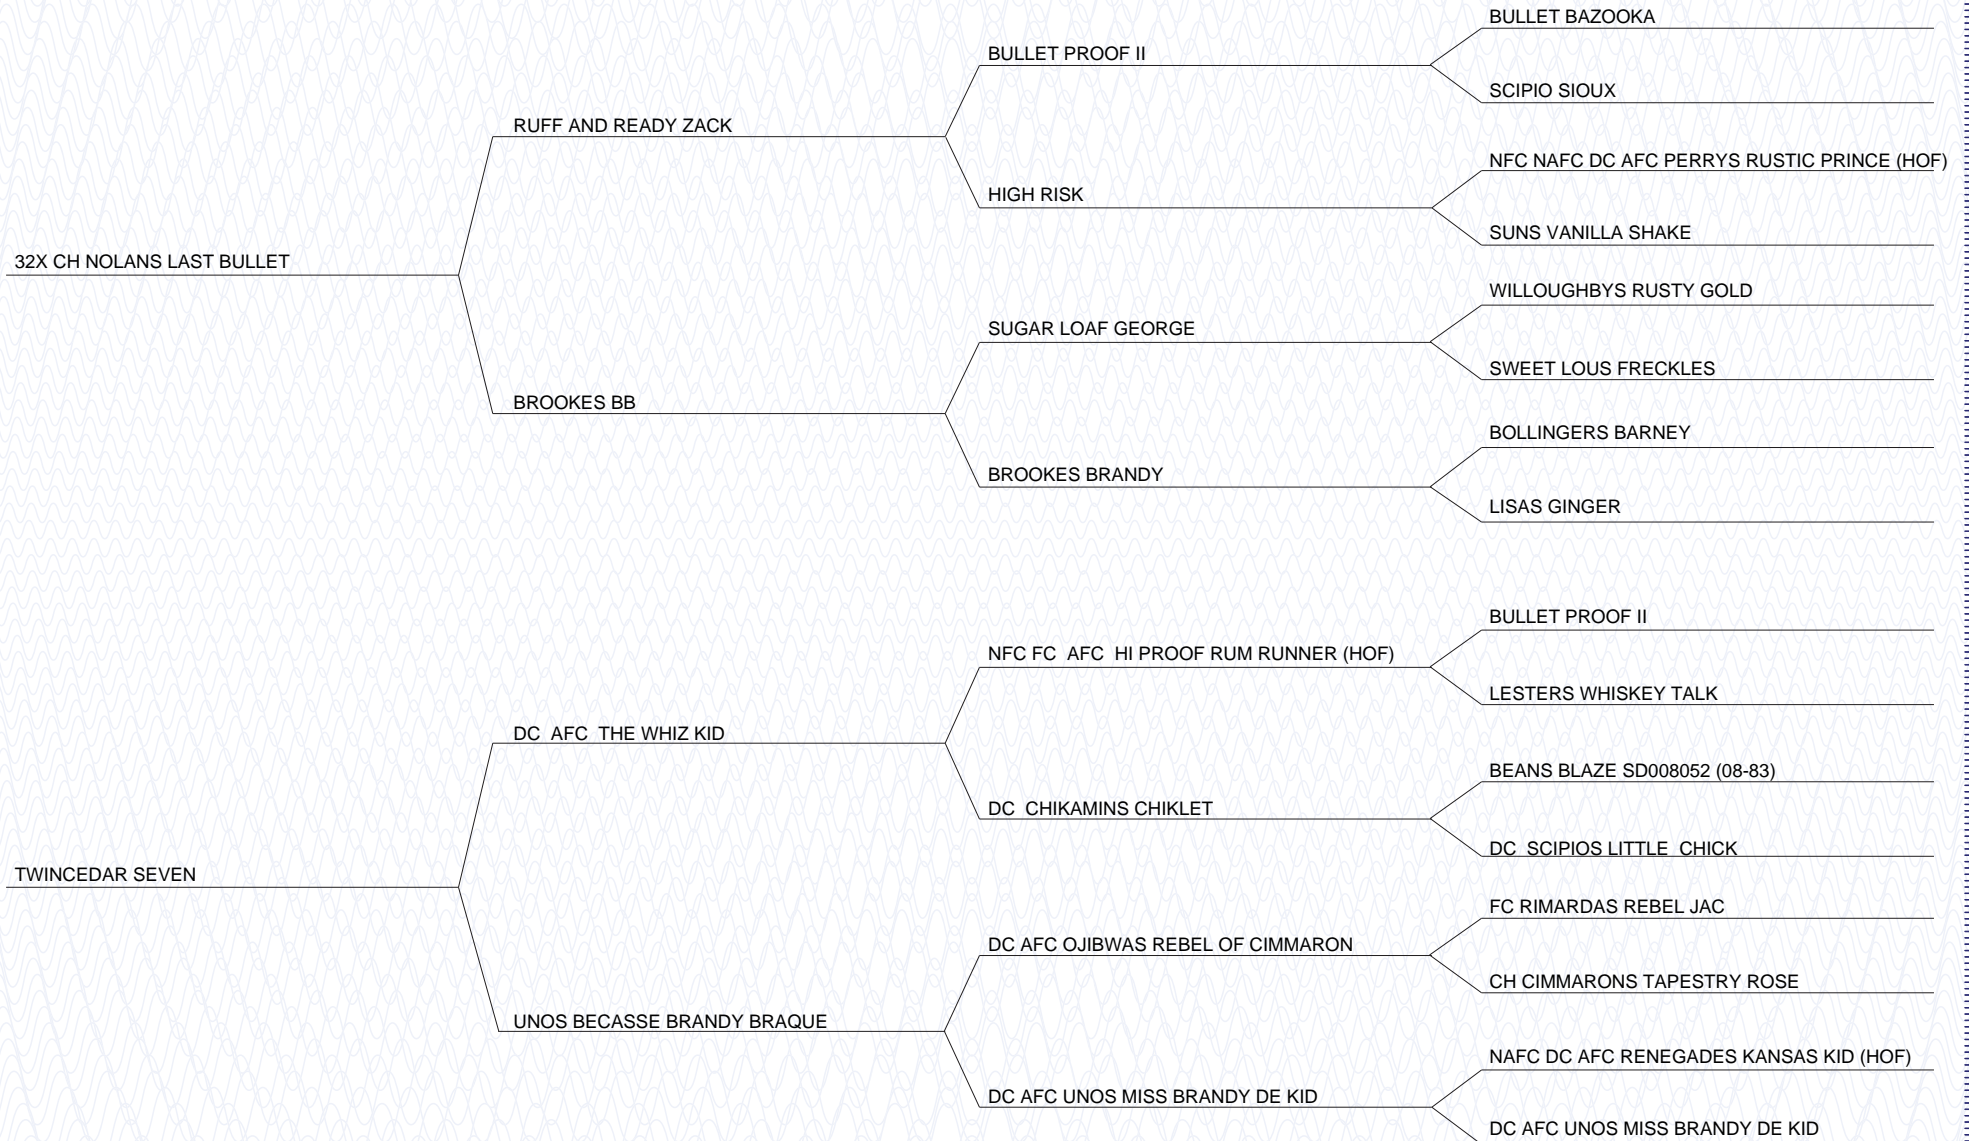 BULLET BAZOOKA
BULLET PROOF II
SCIPIO SIOUX
RUFF AND READY ZACK
NFC NAFC DC AFC PERRYS RUSTIC PRINCE (HOF)
HIGH RISK
SUNS VANILLA SHAKE
32X CH NOLANS LAST BULLET
WILLOUGHBYS RUSTY GOLD
SUGAR LOAF GEORGE
SWEET LOUS FRECKLES
BROOKES BB
BOLLINGERS BARNEY
BROOKES BRANDY
LISAS GINGER
BULLET PROOF II
NFC FC  AFC  HI PROOF RUM RUNNER (HOF)
LESTERS WHISKEY TALK
DC  AFC  THE WHIZ KID
BEANS BLAZE SD008052 (08-83)
DC  CHIKAMINS CHIKLET
DC  SCIPIOS LITTLE  CHICK
TWINCEDAR SEVEN
FC RIMARDAS REBEL JAC
DC AFC OJIBWAS REBEL OF CIMMARON
CH CIMMARONS TAPESTRY ROSE
UNOS BECASSE BRANDY BRAQUE
NAFC DC AFC RENEGADES KANSAS KID (HOF)
DC AFC UNOS MISS BRANDY DE KID
DC AFC UNOS MISS BRANDY DE KID